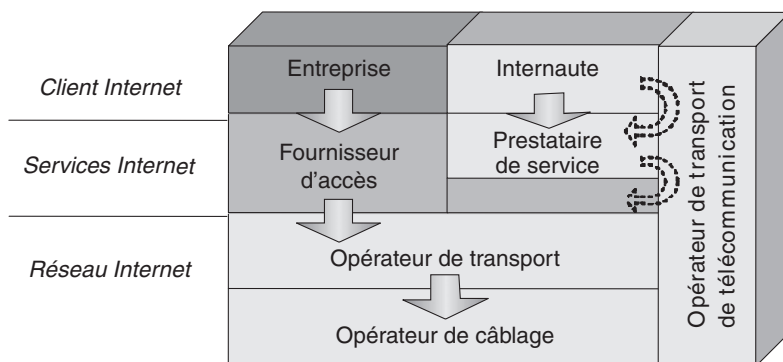 Client Internet
Entreprise
Internaute
Services Internet
Fournisseur
d'accès
Prestataire
de service
Réseau Internet
Opérateur de transport
Opérateur de câblage
Opérateur de transport
de télécommunication